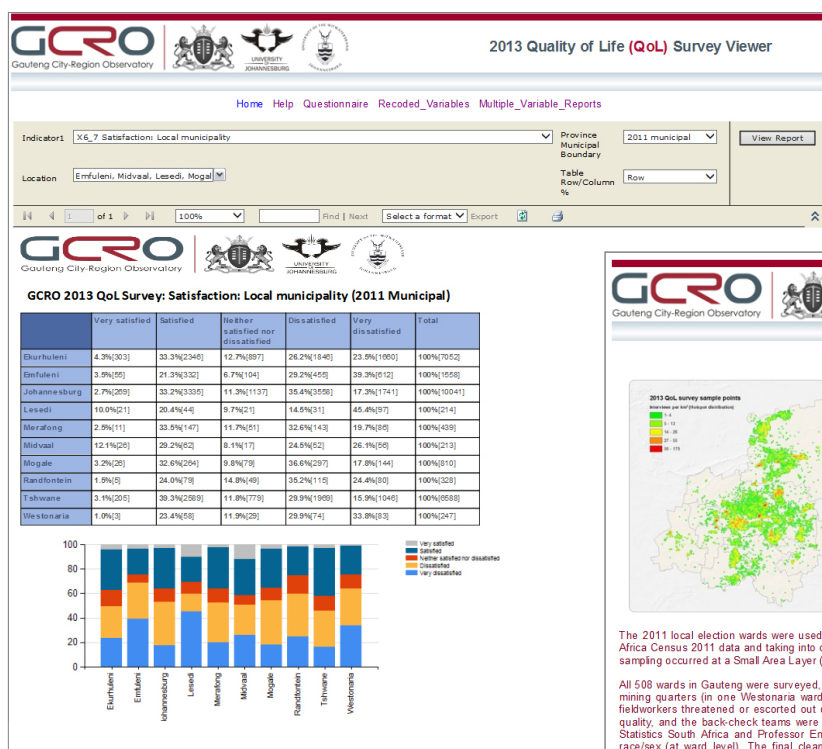 GCRO
Gauteng City-Region Observatory
UNIVERSITY
OF
JOHANNESBURG
2013 Quality of Life (QoL) Survey Viewer
Home Help Questionnaire Recoded_Variables Multiple_Variable_Reports
Indicator1 X6_7 Satisfaction: Local municipality
Province Municipal Boundary 2011 municipal
View Report
Location Emfuleni, Midvaal, Lesedi, Mogal
Table Row/Column % Row
1 of 1 100% Find | Next Select a format Export
GCRO
Gauteng City-Region Observatory
UNIVERSITY
OF
JOHANNESBURG
GCRO 2013 QoL Survey: Satisfaction: Local municipality (2011 Municipal)
Very satisfied Satisfied Neither satisfied nor dissatisfied Dissatisfied Very dissatisfied Total
Ekurhuleni 4.3%[303] 33.3%[2346] 12.7%[897] 26.2%[1846] 23.5%[1660] 100%[7052]
Emfuleni 3.5%[55] 21.3%[332] 6.7%[104] 29.2%[455] 39.3%[612] 100%[1558]
Johannesburg 2.7%[269] 33.2%[3335] 11.3%[1137] 35.4%[3558] 17.3%[1741] 100%[10041]
Lesedi 10.0%[21] 20.4%[44] 9.7%[21] 14.5%[31] 45.4%[97] 100%[214]
Merafong 2.5%[11] 33.5%[147] 11.7%[51] 32.6%[143] 19.7%[86] 100%[439]
Midvaal 12.1%[26] 29.2%[62] 8.1%[17] 24.5%[52] 26.1%[56] 100%[213]
Mogale 3.2%[26] 32.6%[264] 9.8%[79] 36.6%[297] 17.8%[144] 100%[810]
Randfontein 1.5%[5] 24.0%[79] 14.8%[49] 35.2%[115] 24.4%[80] 100%[328]
Tshwane 3.1%[205] 39.3%[2589] 11.8%[779] 29.9%[1969] 15.9%[1046] 100%[6588]
Westonaria 1.0%[3] 23.4%[58] 11.9%[29] 29.9%[74] 33.8%[83] 100%[247]
100
80
60
40
20
0
Ekurhuleni
Emfuleni
Johannesburg
Lesedi
Merafong
Midvaal
Mogale
Randfontein
Tshwane
Westonaria
Very satisfied
Satisfied
Neither satisfied nor dissatisfied
Dissatisfied
Very dissatisfied
GCRO
Gauteng City-Region Observatory
2013 QoL survey sample points
Interviews per km² (Hotspot distribution)
1-4
5 - 13
14 - 26
The 2011 local election wards were used
Africa Census 2011 data and taking into
sampling occurred at a Small Area Layer (
All 508 wards in Gauteng were surveyed,
mining quarters (in one Westonaria ward
fieldworkers threatened or escorted out
quality, and the back-check teams were
Statistics South Africa and Professor
race/sex (at ward level). The final